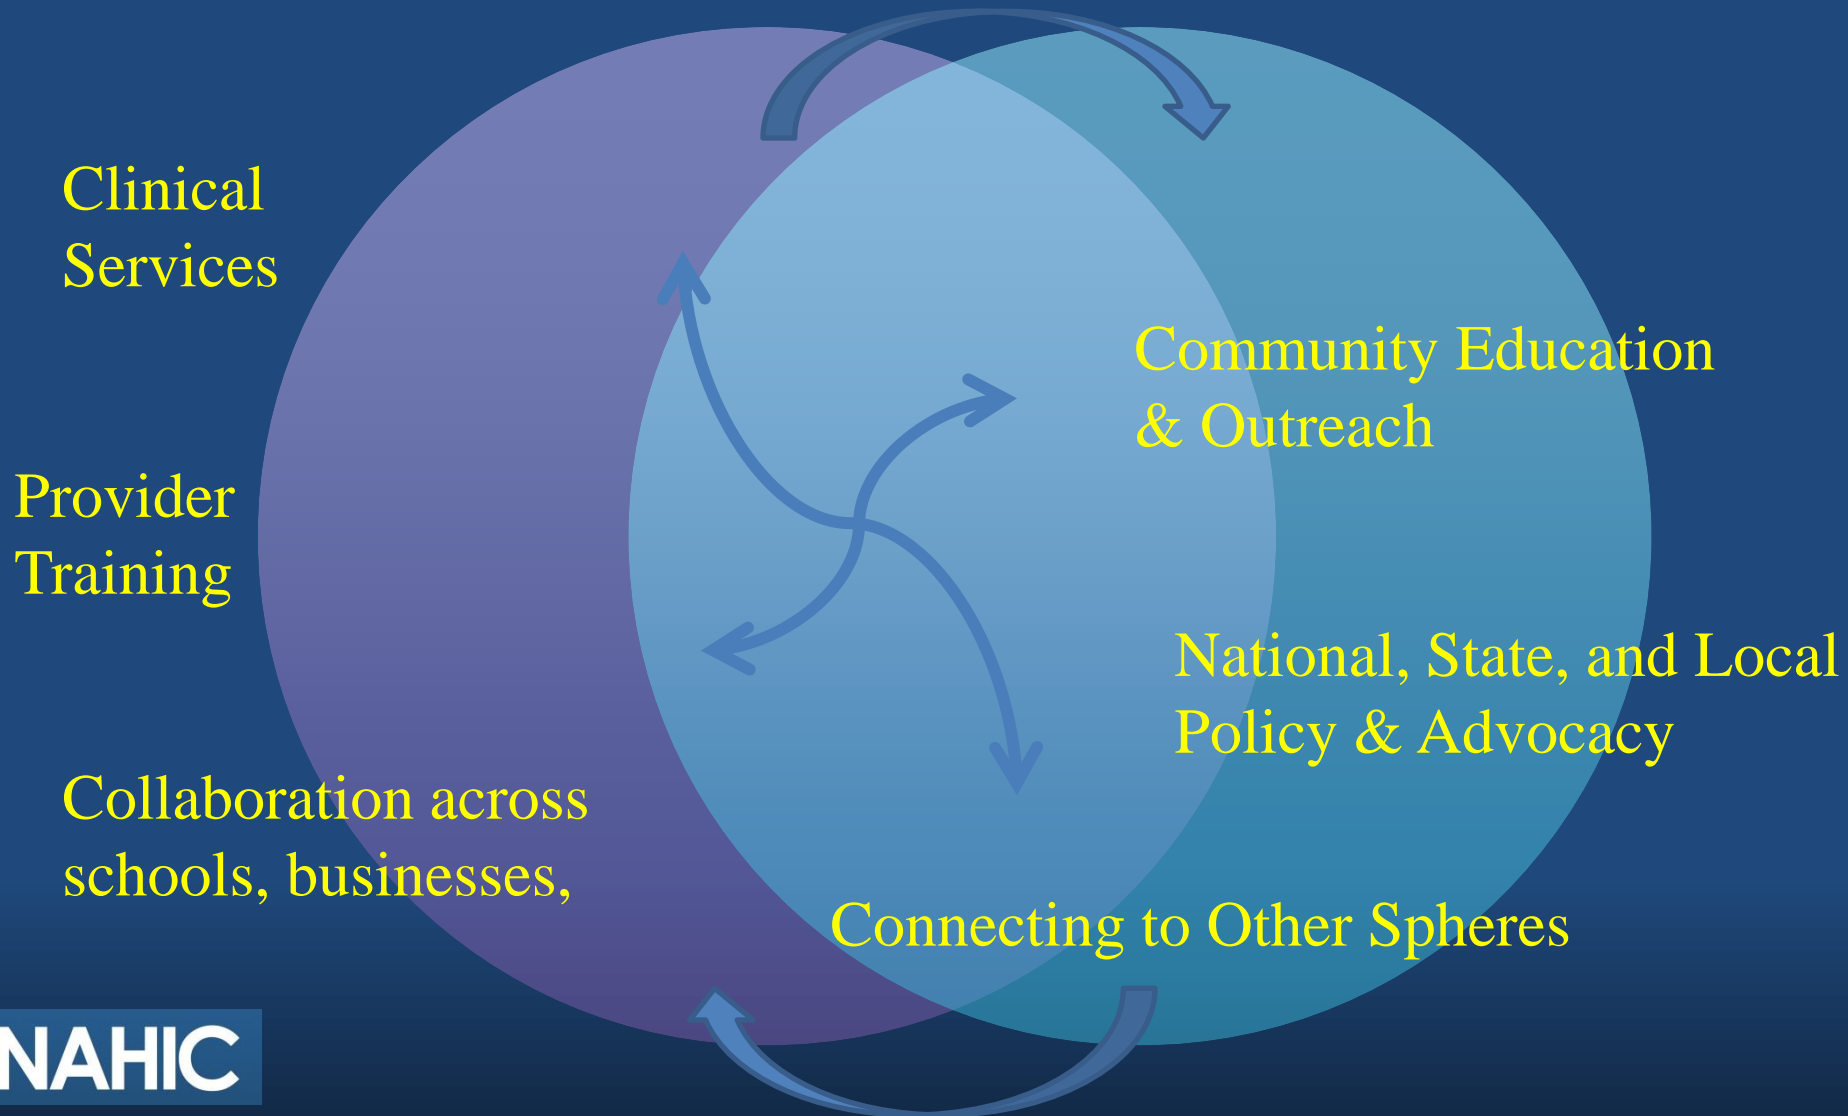 Clinical
Services
Community Education
& Outreach
Provider
Training
National, State, and Local
Policy & Advocacy
Collaboration across
schools, businesses,
Connecting to Other Spheres
NAHIC